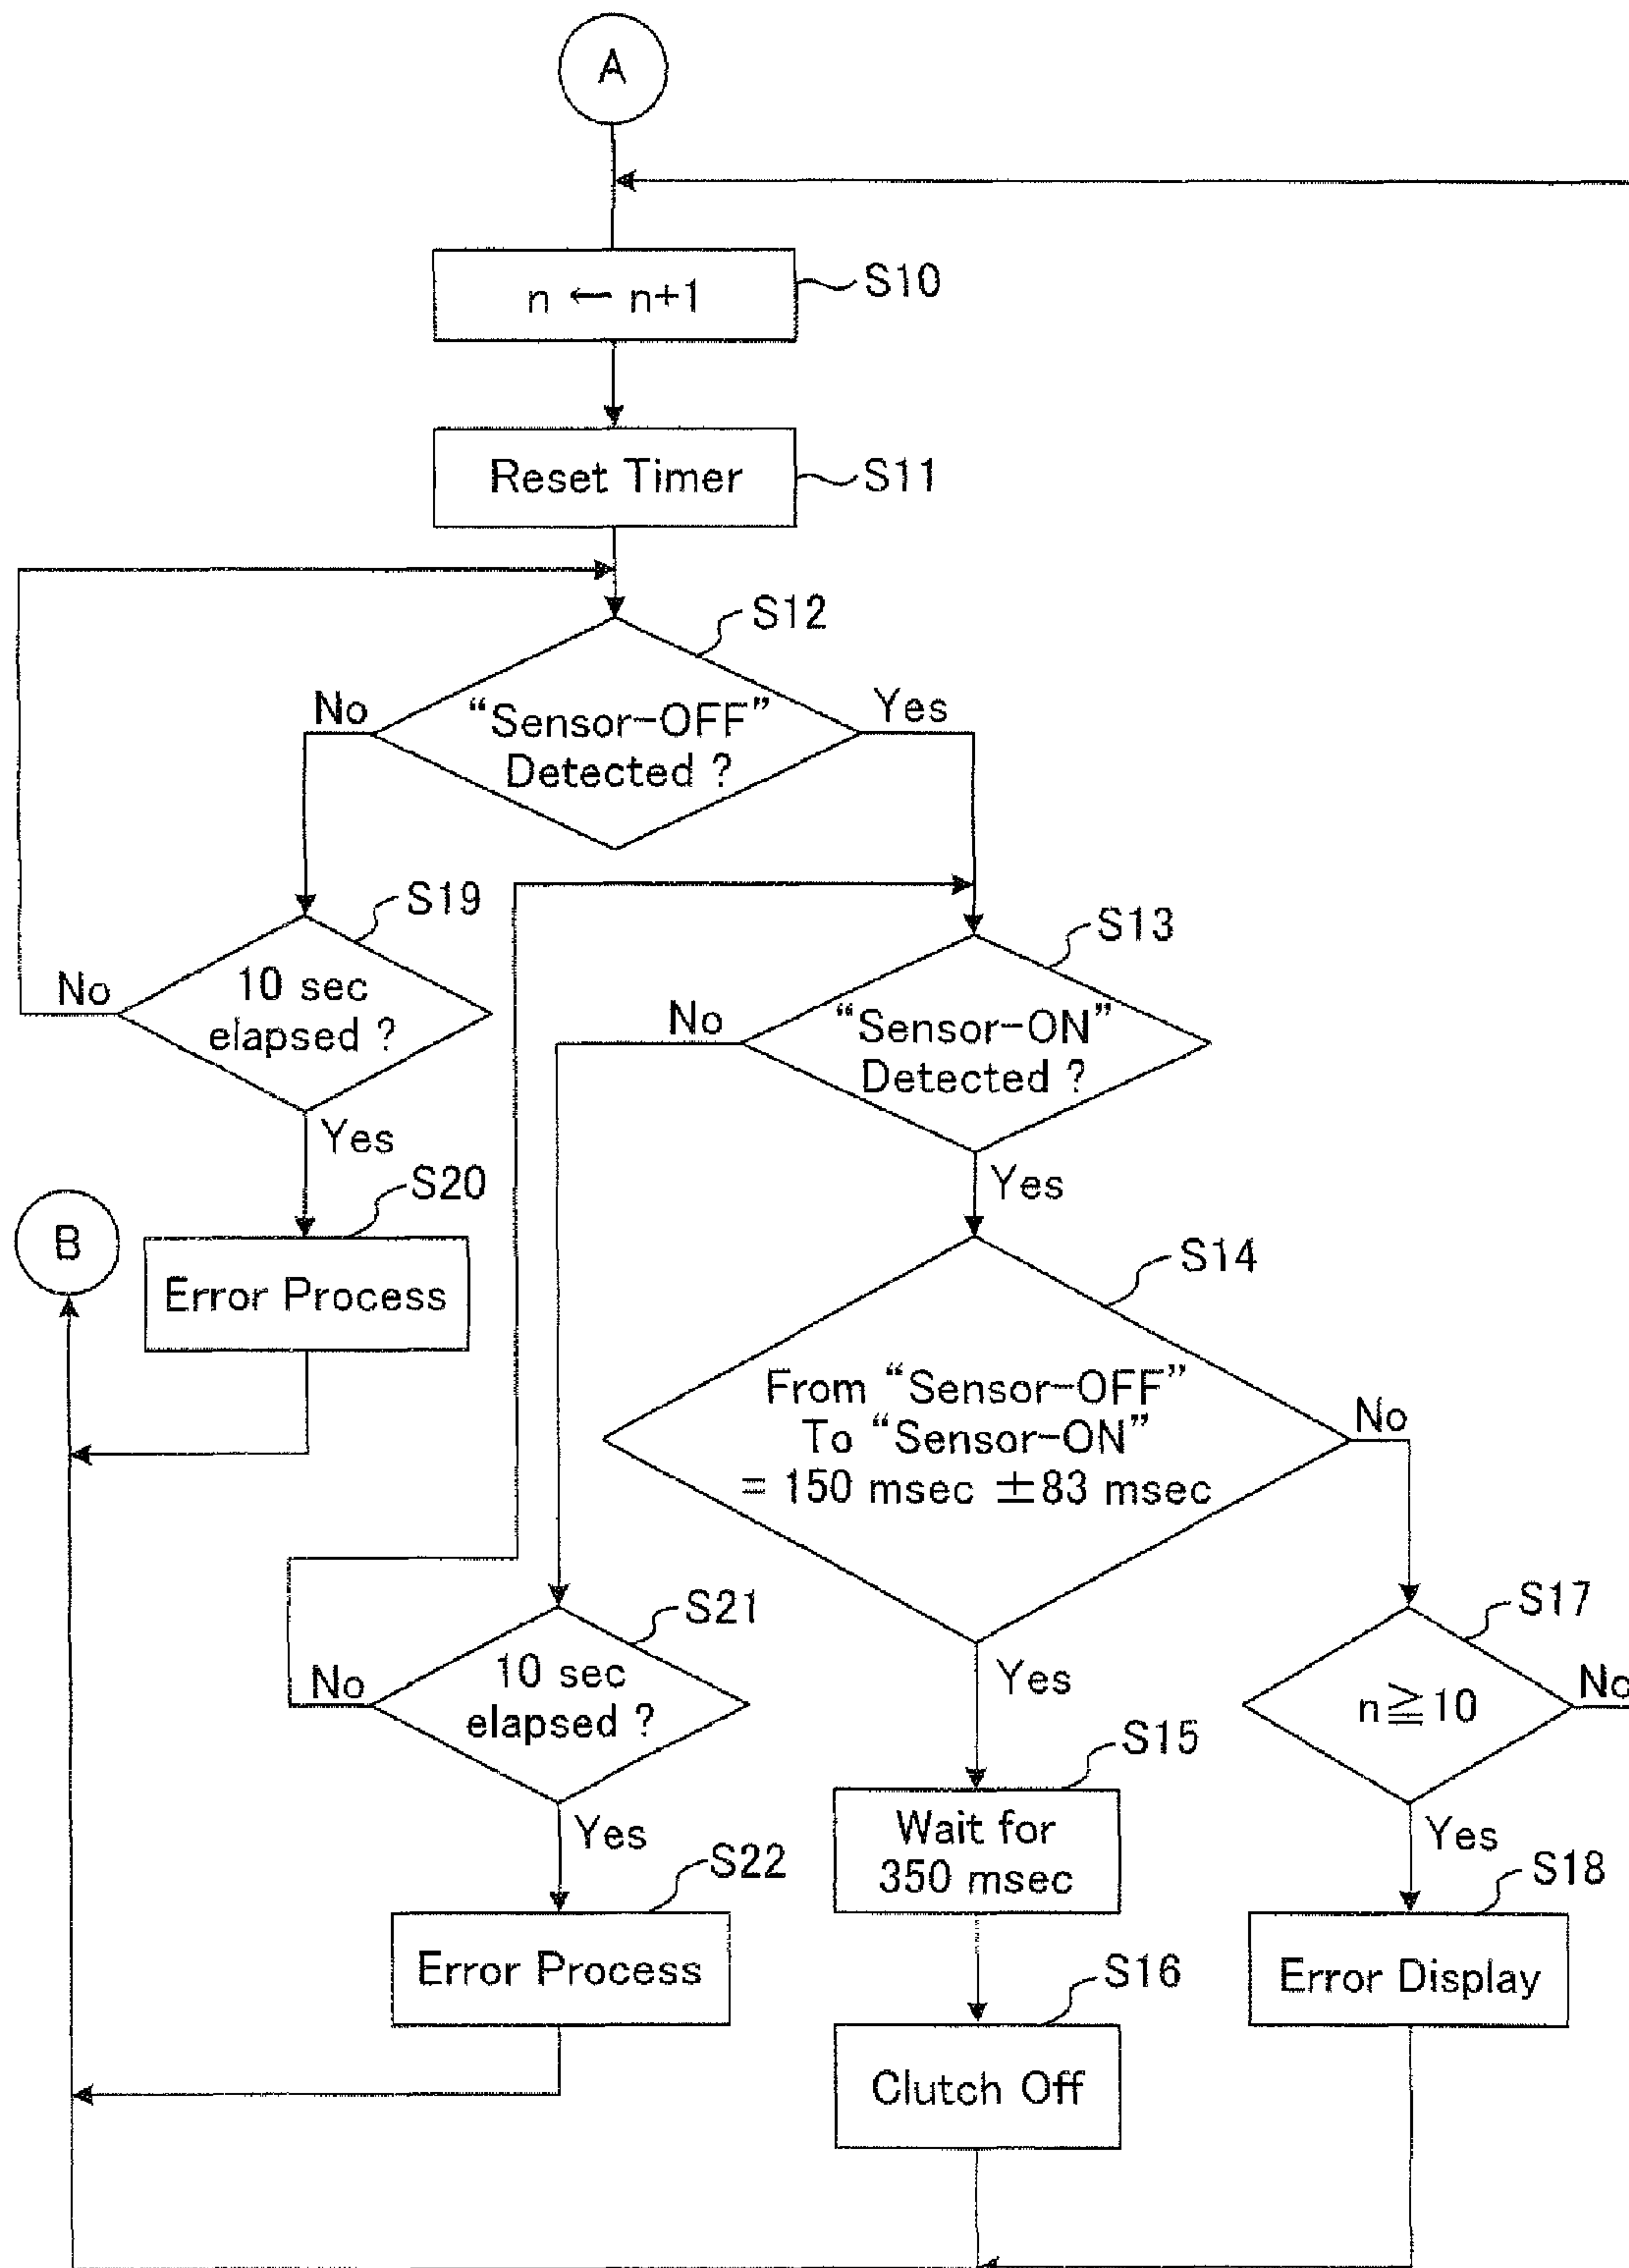 A
n ← n+1
S10
Reset Timer
S11
S12
No
“Sensor-OFF”
Detected ?
Yes
S19
No
10 sec
elapsed ?
Yes
S13
No
“Sensor-ON”
Detected ?
Yes
S20
B
Error Process
S14
From “Sensor-OFF”
To “Sensor-ON”
= 150 msec ±83 msec
No
S21
No
10 sec
elapsed ?
Yes
S17
n≧10
No
Yes
Yes
S15
Wait for
350 msec
S22
Error Process
S18
Error Display
S16
Clutch Off